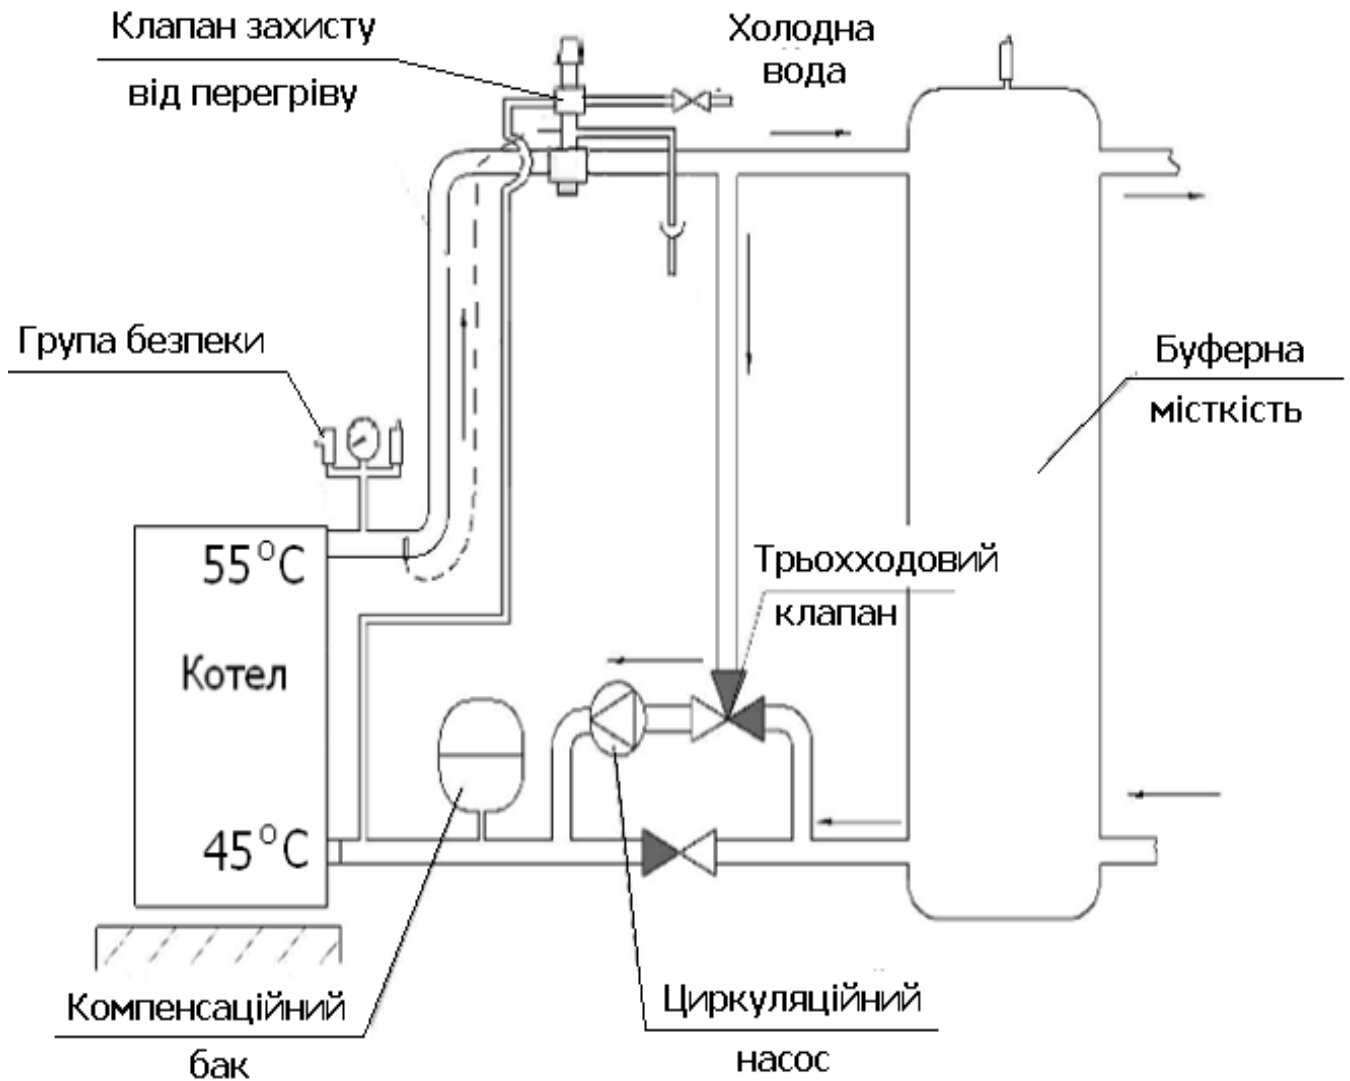 Клапан захисту
від перегріву
Холодна
вода
Група безпеки
Буферна
місткість
55°C
Трьохходовий
клапан
Котел
45°C
Компенсаційний
бак
Циркуляційний
насос